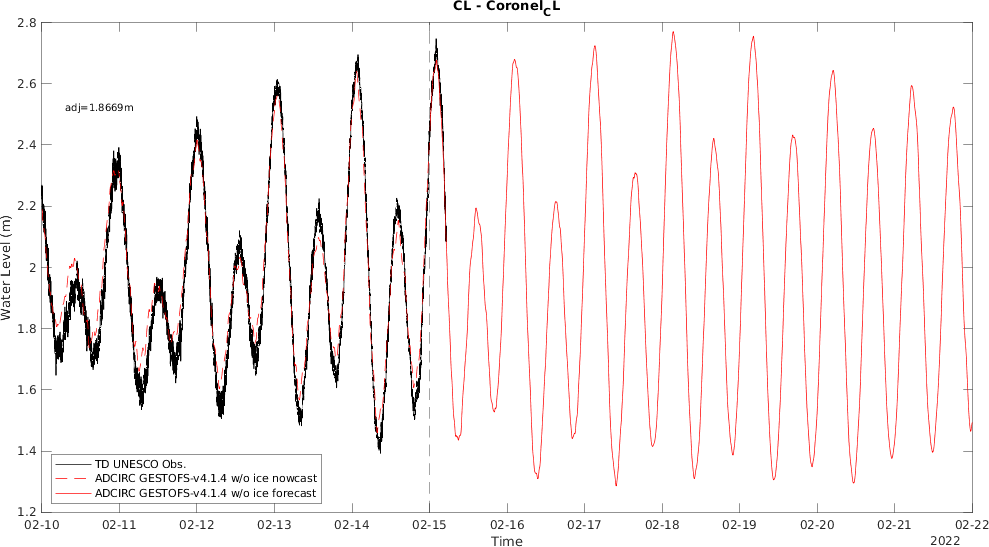 CL - Coronel_CL
2.8
2.6
2.4
2.2
2
1.8
1.6
1.4
1.2
Water Level (m)
adj=1.8669m
TD UNESCO Obs.
ADCIRC GESTOFS-v4.1.4 w/o ice nowcast
ADCIRC GESTOFS-v4.1.4 w/o ice forecast
02-10 02-11 02-12 02-13 02-14 02-15 02-16 02-17 02-18 02-19 02-20 02-21 02-22
Time
2022